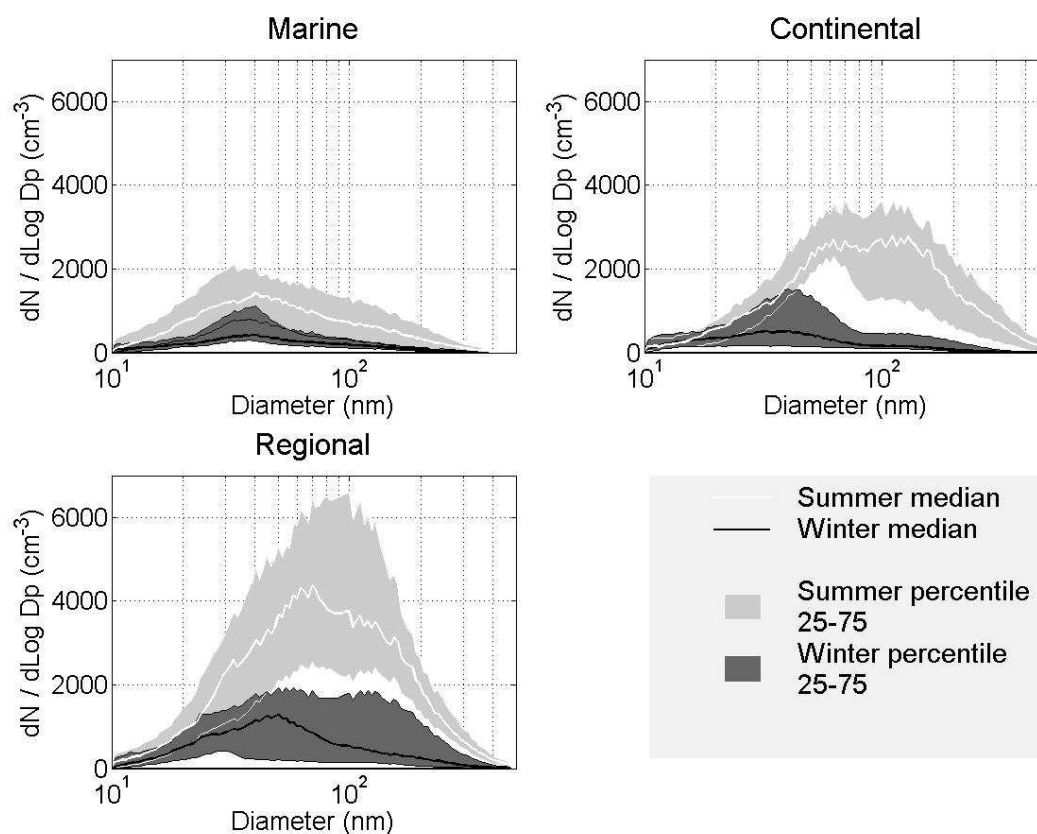 Marine
dN / dLog Dp (cm-3)
6000
4000
2000
0
10^1
10^2
Diameter (nm)
Continental
dN / dLog Dp (cm-3)
6000
4000
2000
0
10^1
10^2
Diameter (nm)
Regional
dN / dLog Dp (cm-3)
6000
4000
2000
0
10^1
10^2
Diameter (nm)
Summer median
Winter median
Summer percentile
25-75
Winter percentile
25-75